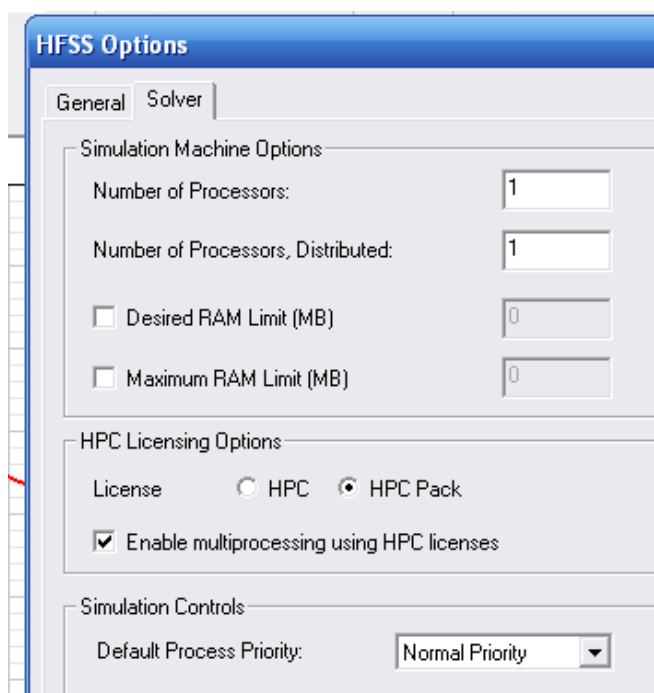 HFSS Options
General Solver
Simulation Machine Options
Number of Processors: 1
Number of Processors, Distributed: 1
Desired RAM Limit (MB) 0
Maximum RAM Limit (MB) 0
HPC Licensing Options
License HPC HPC Pack
Enable multiprocessing using HPC licenses
Simulation Controls
Default Process Priority: Normal Priority